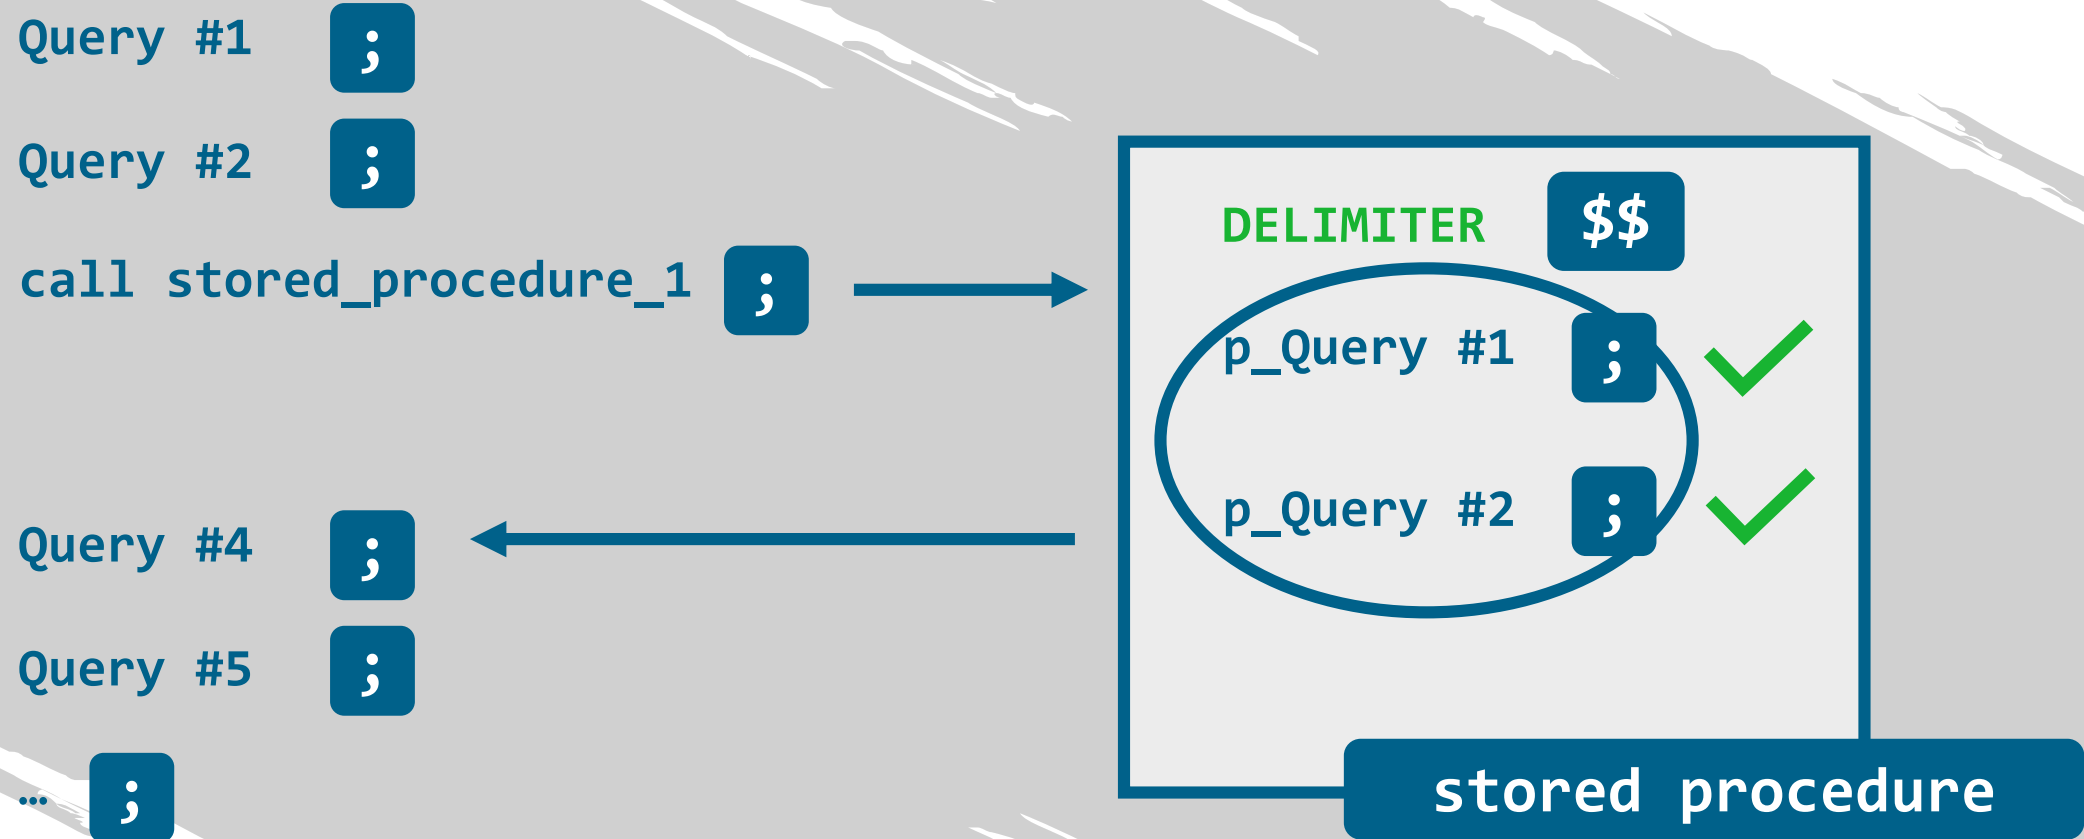 Query #1 ;
Query #2 ;
call stored_procedure_1 ;
DELIMITER $$
p_Query #1 ;
p_Query #2 ;
Query #4 ;
Query #5 ;
… ;
stored procedure